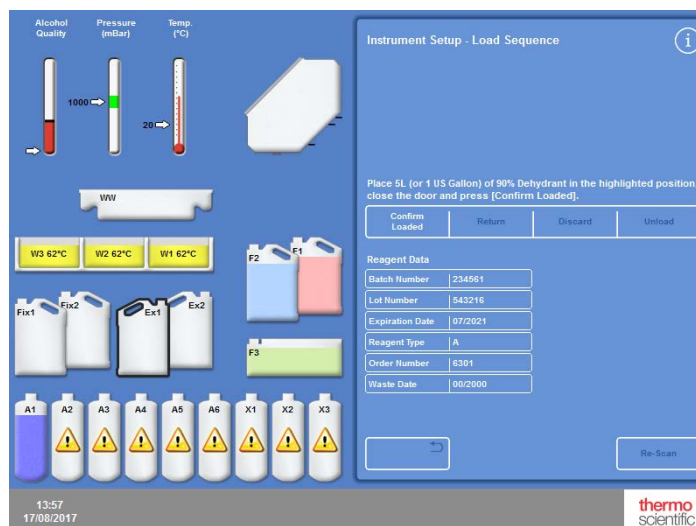 Alcohol
Quality
Pressure
(mBar)
Temp.
(°C)
1000
20
WW
W3 62°C
W2 62°C
W1 62°C
F2
F1
Fix1
Fix2
Ex1
Ex2
F3
A1
A2
A3
A4
A5
A6
X1
X2
X3
Instrument Setup - Load Sequence
i
Place 5L (or 1 US Gallon) of 90% Dehydrant in the highlighted position,
close the door and press [Confirm Loaded].
Confirm
Loaded
Return
Discard
Unload
Reagent Data
Batch Number 234561
Lot Number 543216
Expiration Date 07/2021
Reagent Type A
Order Number 6301
Waste Date 00/2000
Re-Scan
13:57
17/08/2017
thermo
scientific